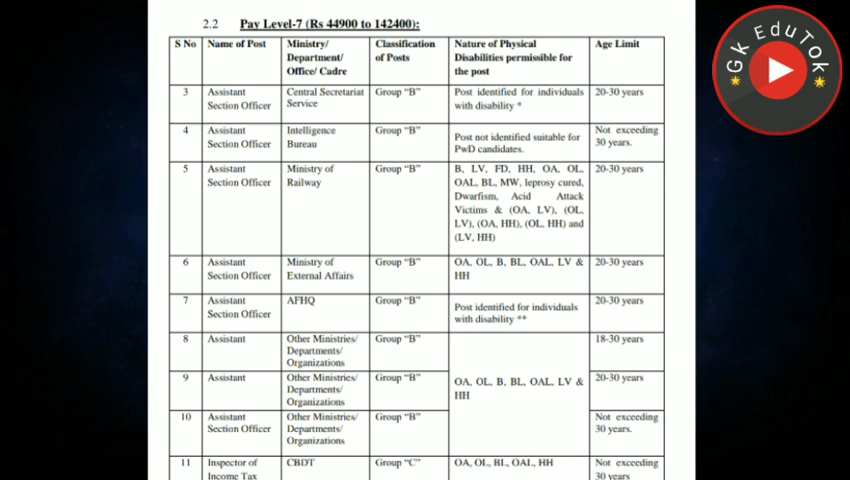 2.2 Pay Level-7 (Rs 44900 to 142400):
S No Name of Post Ministry/ Department/ Office/ Cadre Classification of Posts Nature of Physical Disabilities permissible for the post Age Limit
3 Assistant Section Officer Central Secretariat Service Group “B” Post identified for individuals with disability * 20-30 years
4 Assistant Section Officer Intelligence Bureau Group “B” Post not identified suitable for PwD candidates. Not exceeding 30 years.
5 Assistant Section Officer Ministry of Railway Group “B” B, LV, FD, HH, OA, OL, OAL, BL, MW, leprosy cured, Dwarfism, Acid Attack Victims & (OA, LV), (OL, LV), (OA, HH), (OL, HH) and (LV, HH) 20-30 years
6 Assistant Section Officer Ministry of External Affairs Group “B” OA, OL, B, BL, OAL, LV & HH 20-30 years
7 Assistant Section Officer AFHQ Group “B” Post identified for individuals with disability ** 20-30 years
8 Assistant Other Ministries/ Departments/ Organizations Group “B” OA, OL, B, BL, OAL, LV & HH 18-30 years
9 Assistant Other Ministries/ Departments/ Organizations Group “B” 20-30 years
10 Assistant Section Officer Other Ministries/ Departments/ Organizations Group “B” Not exceeding 30 years.
11 Inspector of Income Tax CBDT Group “C” OA, OL, BL, OAL, HH Not exceeding 30 years
Gk EduTok